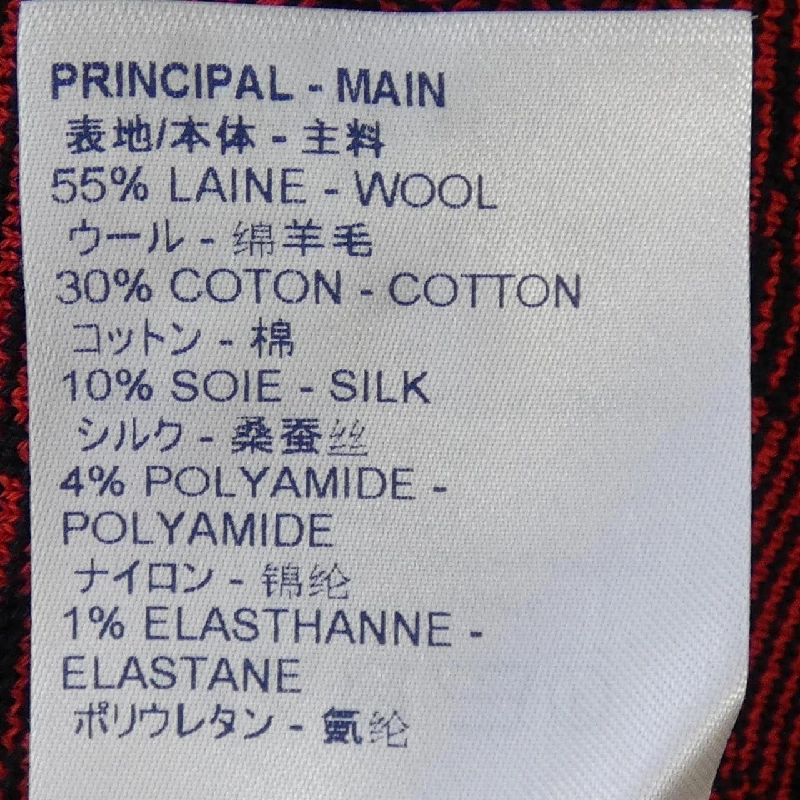 PRINCIPAL - MAIN
表地/本体 - 主料
55% LAINE - WOOL
ウール - 绵羊毛
30% COTON - COTTON
コットン - 棉
10% SOIE - SILK
シルク - 桑蚕丝
4% POLYAMIDE -
POLYAMIDE
ナイロン - 锦纶
1% ELASTHANNE -
ELASTANE
ポリウレタン - 氨纶